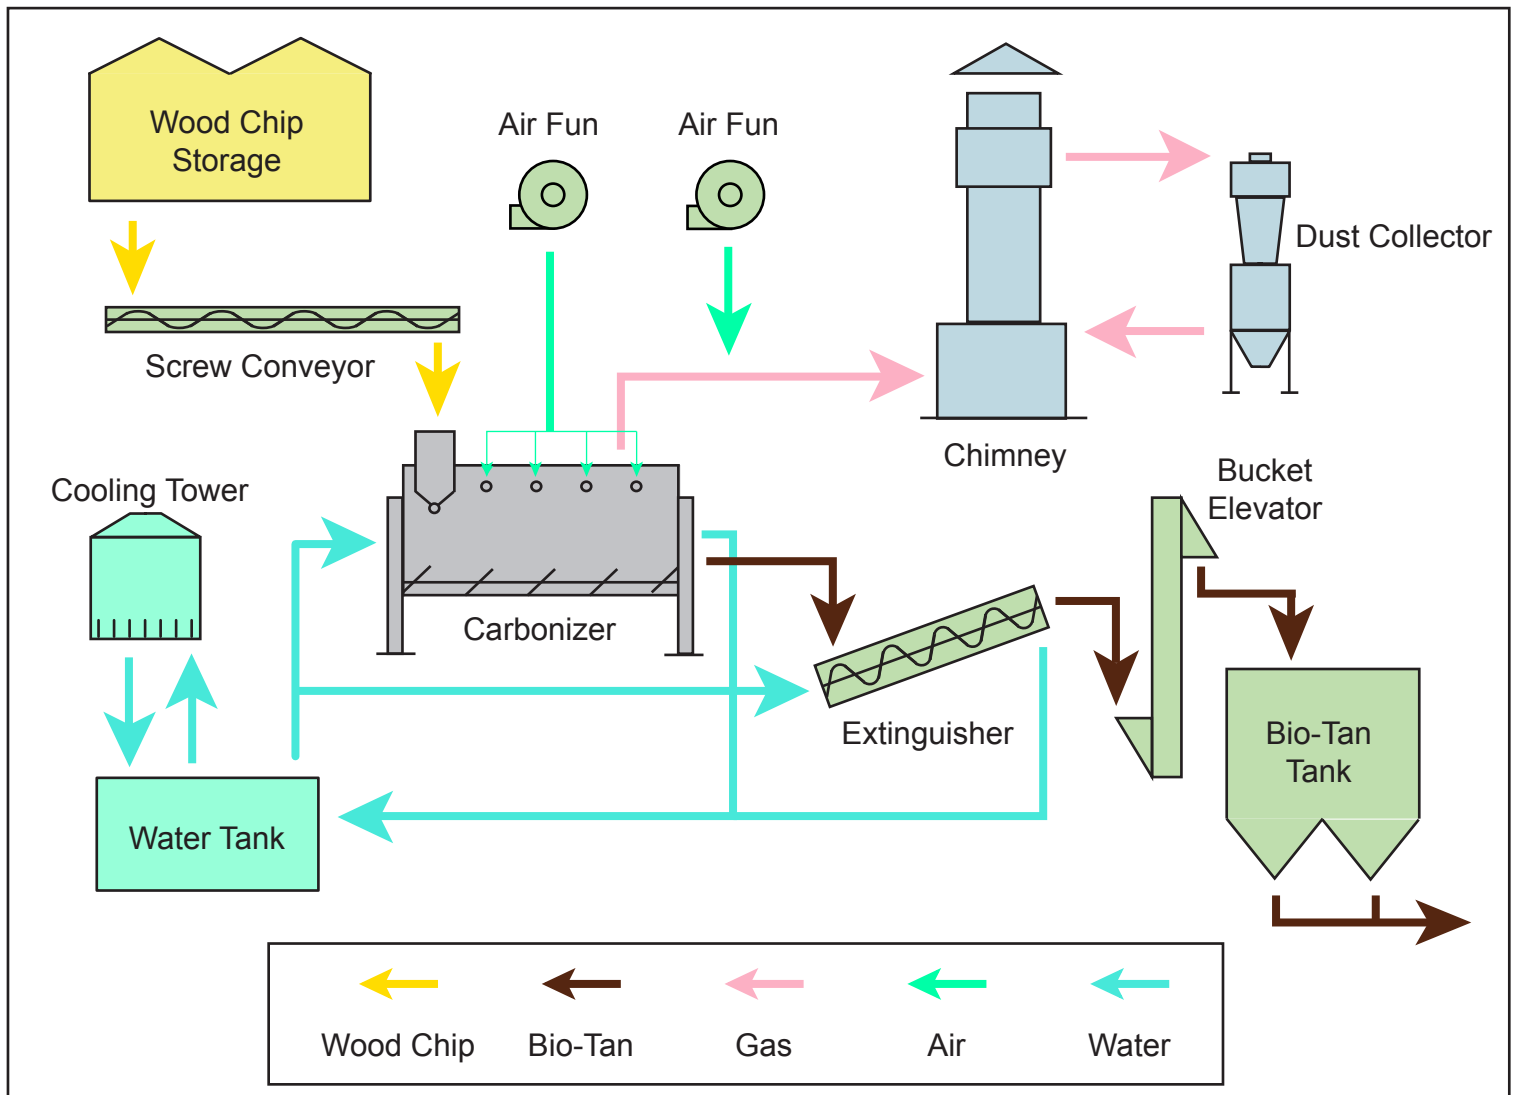 Wood Chip
Storage
Air Fun
Air Fun
Dust Collector
Screw Conveyor
Chimney
Bucket
Elevator
Cooling Tower
Carbonizer
Extinguisher
Bio-Tan
Tank
Water Tank
Wood Chip
Bio-Tan
Gas
Air
Water